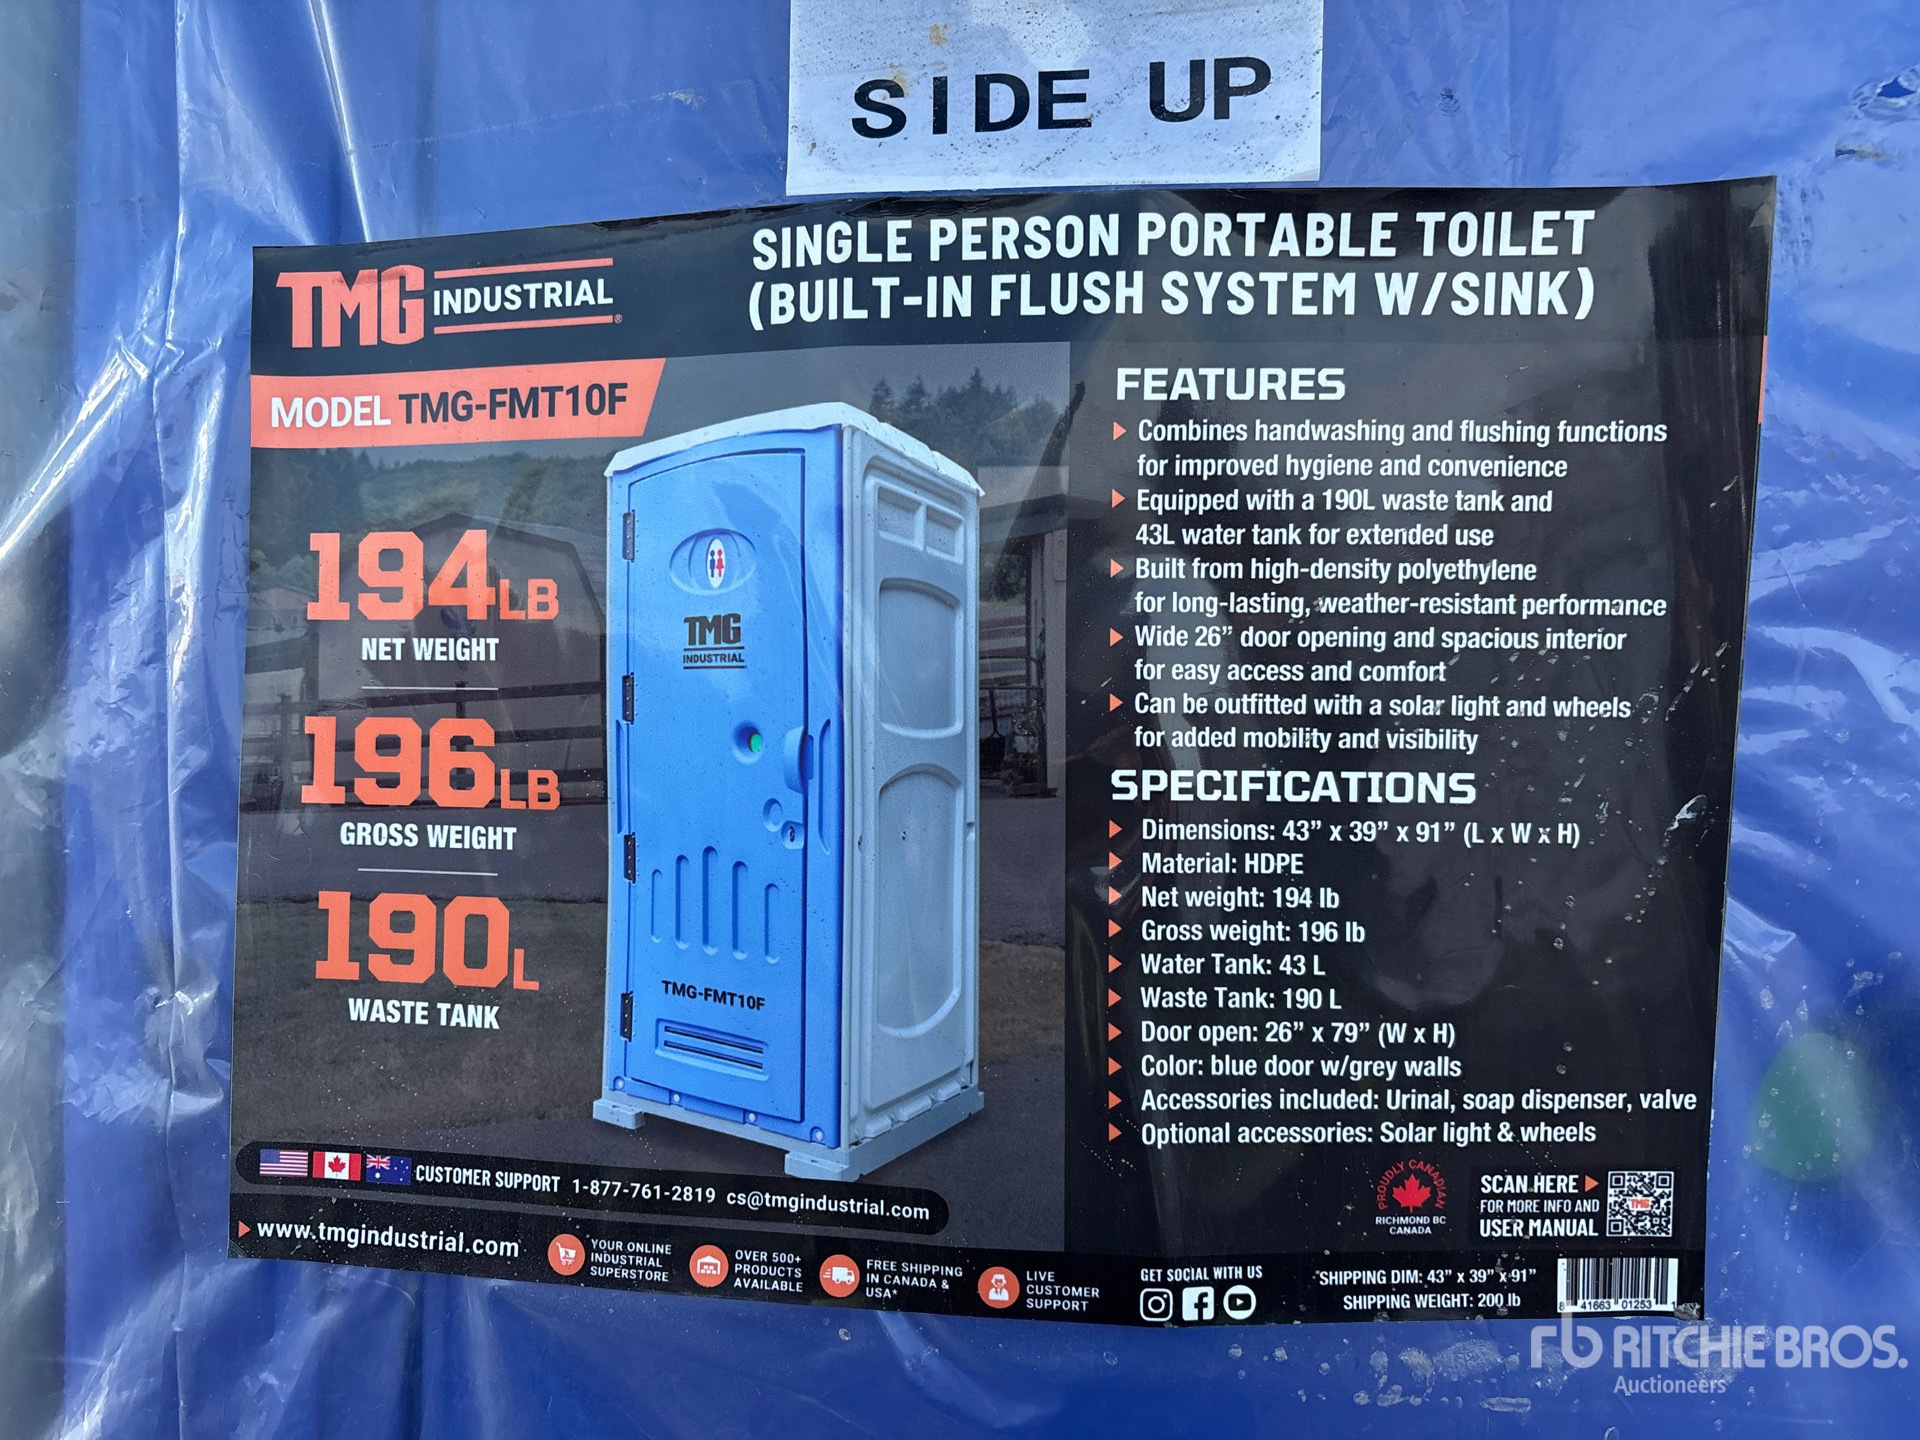 SIDE UP
TMG INDUSTRIAL®
SINGLE PERSON PORTABLE TOILET
(BUILT-IN FLUSH SYSTEM W/SINK)
MODEL TMG-FMT10F
194LB
NET WEIGHT
196LB
GROSS WEIGHT
190L
WASTE TANK
TMG
INDUSTRIAL
TMG-FMT10F
FEATURES
Combines handwashing and flushing functions
for improved hygiene and convenience
Equipped with a 190L waste tank and
43L water tank for extended use
Built from high-density polyethylene
for long-lasting, weather-resistant performance
Wide 26” door opening and spacious interior
for easy access and comfort
Can be outfitted with a solar light and wheels
for added mobility and visibility
SPECIFICATIONS
Dimensions: 43” x 39” x 91” (L x W x H)
Material: HDPE
Net weight: 194 lb
Gross weight: 196 lb
Water Tank: 43 L
Waste Tank: 190 L
Door open: 26” x 79” (W x H)
Color: blue door w/grey walls
Accessories included: Urinal, soap dispenser, valve
Optional accessories: Solar light & wheels
CUSTOMER SUPPORT 1-877-761-2819 cs@tmgindustrial.com
www.tmgindustrial.com
YOUR ONLINE
INDUSTRIAL
SUPERSTORE
OVER 500+
PRODUCTS
AVAILABLE
FREE SHIPPING
IN CANADA &
USA*
LIVE
CUSTOMER
SUPPORT
PROUDLY CANADIAN
RICHMOND BC
CANADA
SCAN HERE
FOR MORE INFO AND
USER MANUAL
TMG
GET SOCIAL WITH US
SHIPPING DIM: 43” x 39” x 91”
SHIPPING WEIGHT: 200 lb
8 41663 01253 1
rb RITCHIE BROS.
Auctioneers